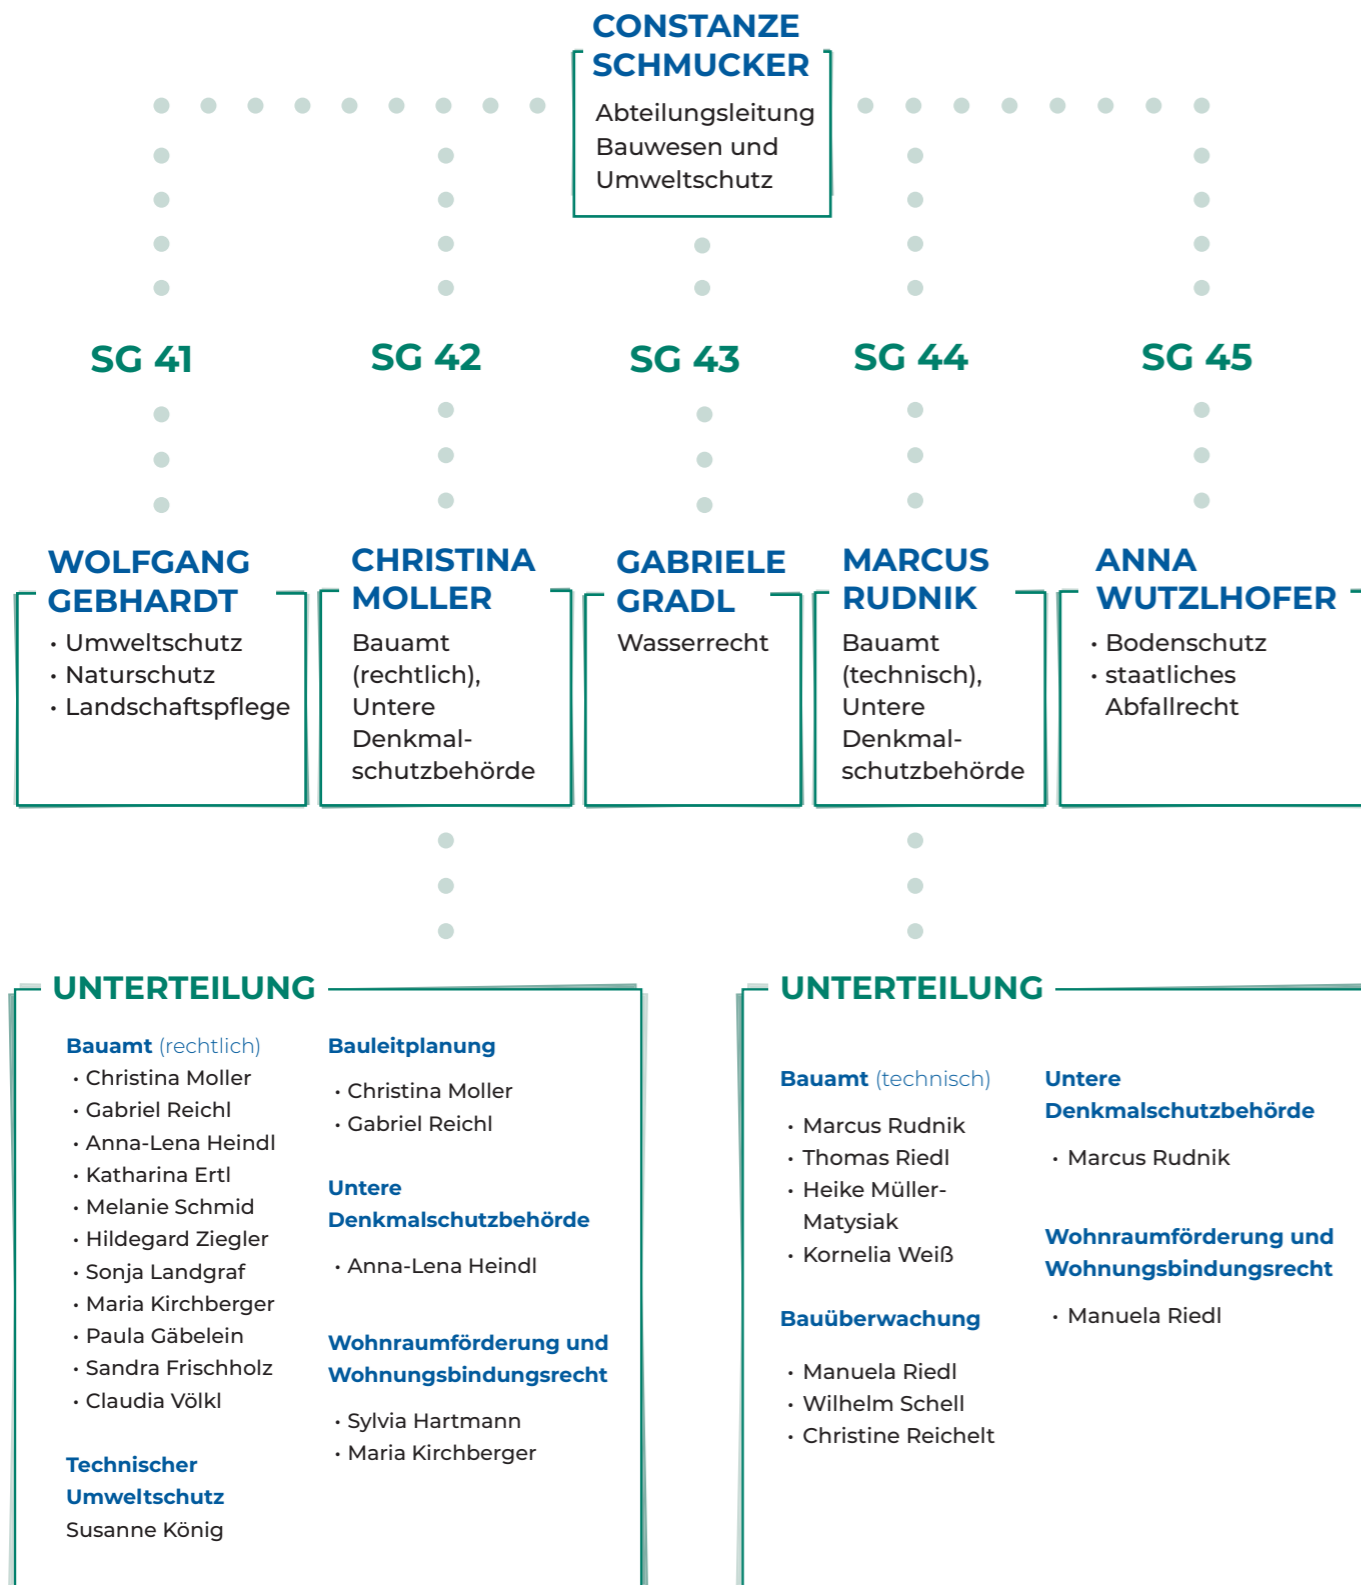 CONSTANZE
SCHMUCKER
Abteilungsleitung
Bauwesen und
Umweltschutz
SG 41
SG 42
SG 43
SG 44
SG 45
WOLFGANG
GEBHARDT
• Umweltschutz
• Naturschutz
• Landschaftspflege
CHRISTINA
MOLLER
Bauamt
(rechtlich),
Untere
Denkmal-
schutzbehörde
GABRIELE
GRADL
Wasserrecht
MARCUS
RUDNIK
Bauamt
(technisch),
Untere
Denkmal-
schutzbehörde
ANNA
WUTZLHOFER
• Bodenschutz
• staatliches
Abfallrecht
UNTERTEILUNG
Bauamt (rechtlich)
• Christina Moller
• Gabriel Reichl
• Anna-Lena Heindl
• Katharina Ertl
• Melanie Schmid
• Hildegard Ziegler
• Sonja Landgraf
• Maria Kirchberger
• Paula Gäbelein
• Sandra Frischholz
• Claudia Völkl
Technischer
Umweltschutz
Susanne König
Bauleitplanung
• Christina Moller
• Gabriel Reichl
Untere
Denkmalschutzbehörde
• Anna-Lena Heindl
Wohnraumförderung und
Wohnungsbindungsrecht
• Sylvia Hartmann
• Maria Kirchberger
UNTERTEILUNG
Bauamt (technisch)
• Marcus Rudnik
• Thomas Riedl
• Heike Müller-
Matysiak
• Kornelia Weiß
Bauüberwachung
• Manuela Riedl
• Wilhelm Schell
• Christine Reichelt
Untere
Denkmalschutzbehörde
• Marcus Rudnik
Wohnraumförderung und
Wohnungsbindungsrecht
• Manuela Riedl